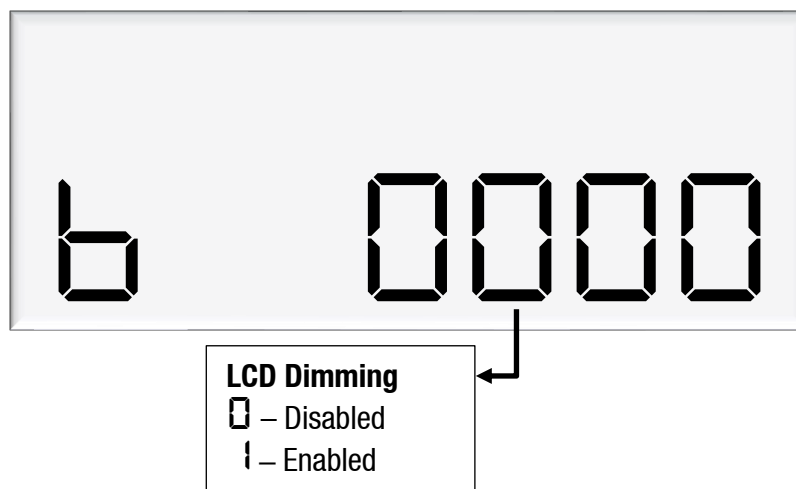 b 0000
LCD Dimming
0 – Disabled
1 – Enabled